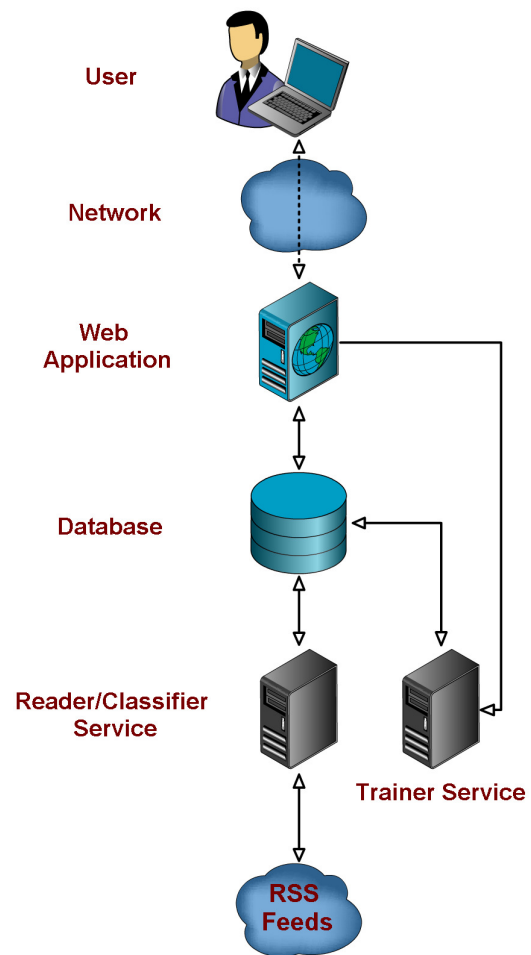 User
Network
Web
Application
Database
Reader/Classifier
Service
Trainer Service
RSS
Feeds